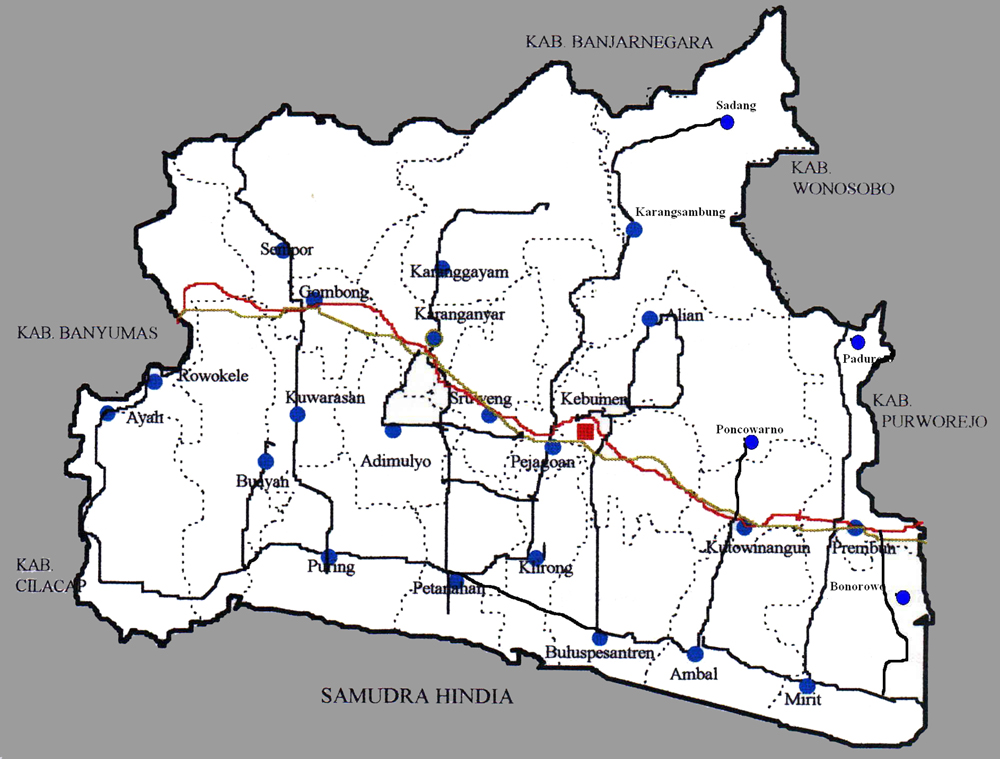 KAB. BANJARNEGARA
Sadang
KAB.
WONOSOBO
Karangsambung
Sempor
Karanggayam
Gombong
Karanganyar
Alian
KAB. BANYUMAS
Rowokele
Ayah
Kuwarasan
Sruweng
Kebumen
KAB.
PURWOREJO
Poncowarno
Adimulyo
Pejagoan
Buayan
Kutowinangun
Prembun
KAB.
CILACAP
Puring
Petanahan
Klirong
Bonorowo
Buluspesantren
Ambal
Mirit
SAMUDRA HINDIA